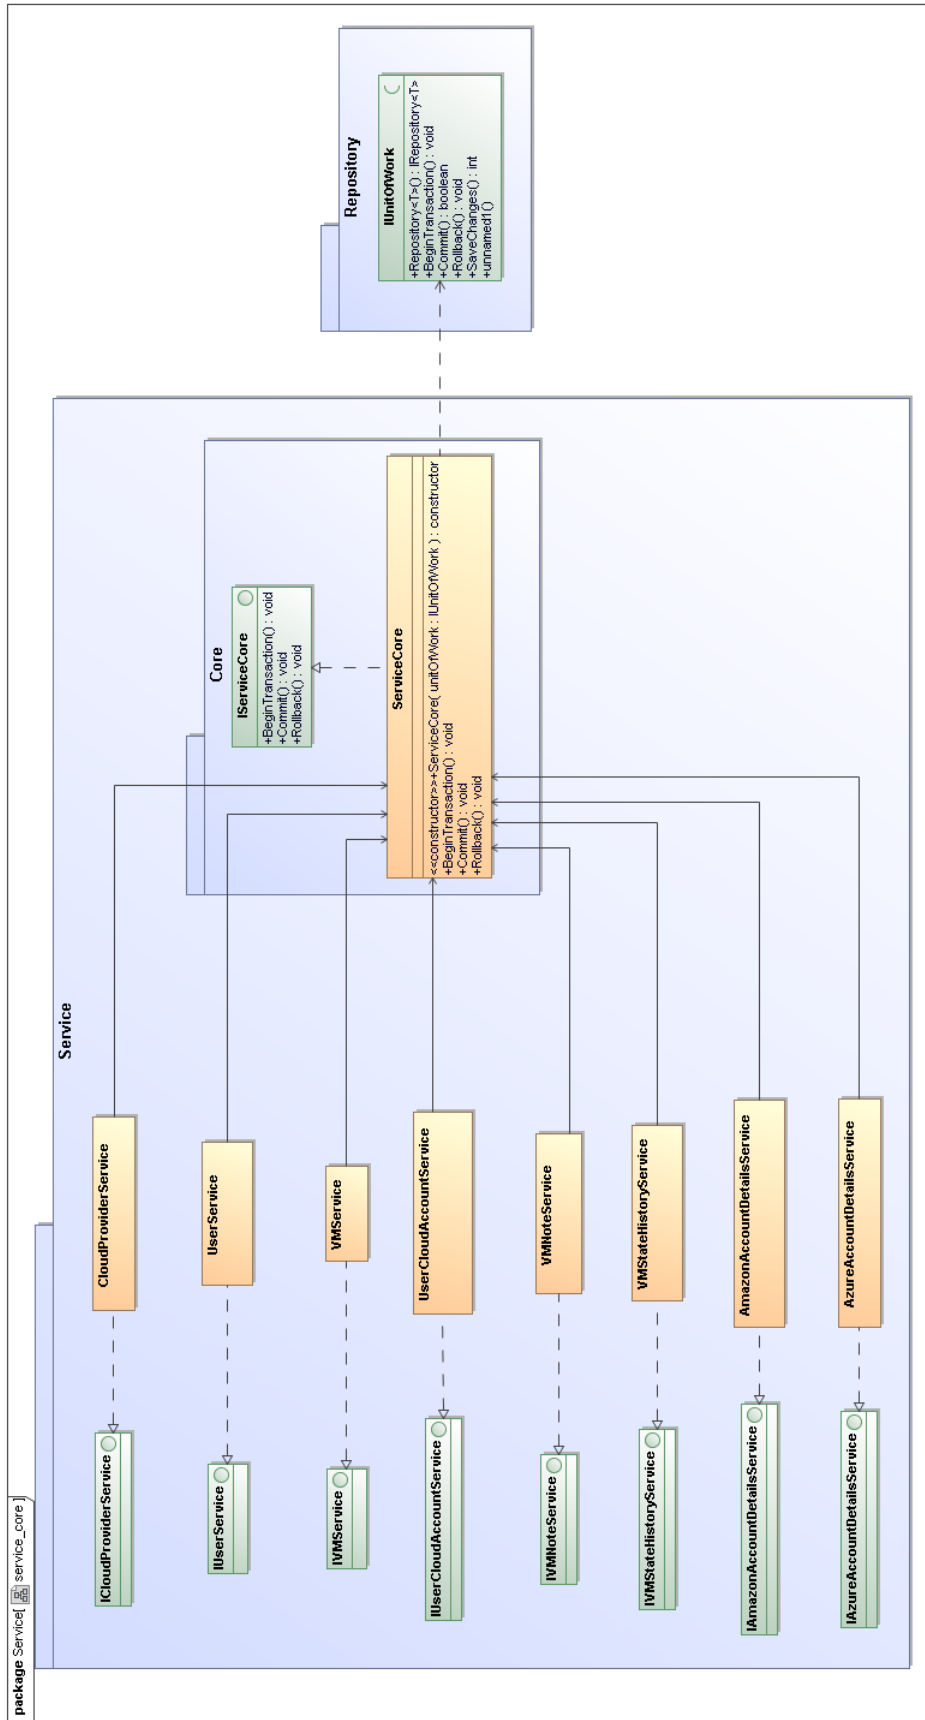 package Service[ service_core ]
Service
ICloudProviderService
CloudProviderService
IUserService
UserService
IVMService
VMService
IUserCloudAccountService
UserCloudAccountService
IVMNoteService
VMNoteService
IVMStateHistoryService
VMStateHistoryService
IAmazonAccountDetailsService
AmazonAccountDetailsService
IAzureAccountDetailsService
AzureAccountDetailsService
Core
IServiceCore
+BeginTransaction() : void
+Commit() : void
+Rollback() : void
ServiceCore
<<constructor>>+ServiceCore( unitOfWork : IUnitOfWork ) : constructor
+BeginTransaction() : void
+Commit() : void
+Rollback() : void
Repository
IUnitOfWork
+Repository<T>() : IRepository<T>
+BeginTransaction() : void
+Commit() : boolean
+Rollback() : void
+SaveChanges() : int
+unnamed1()